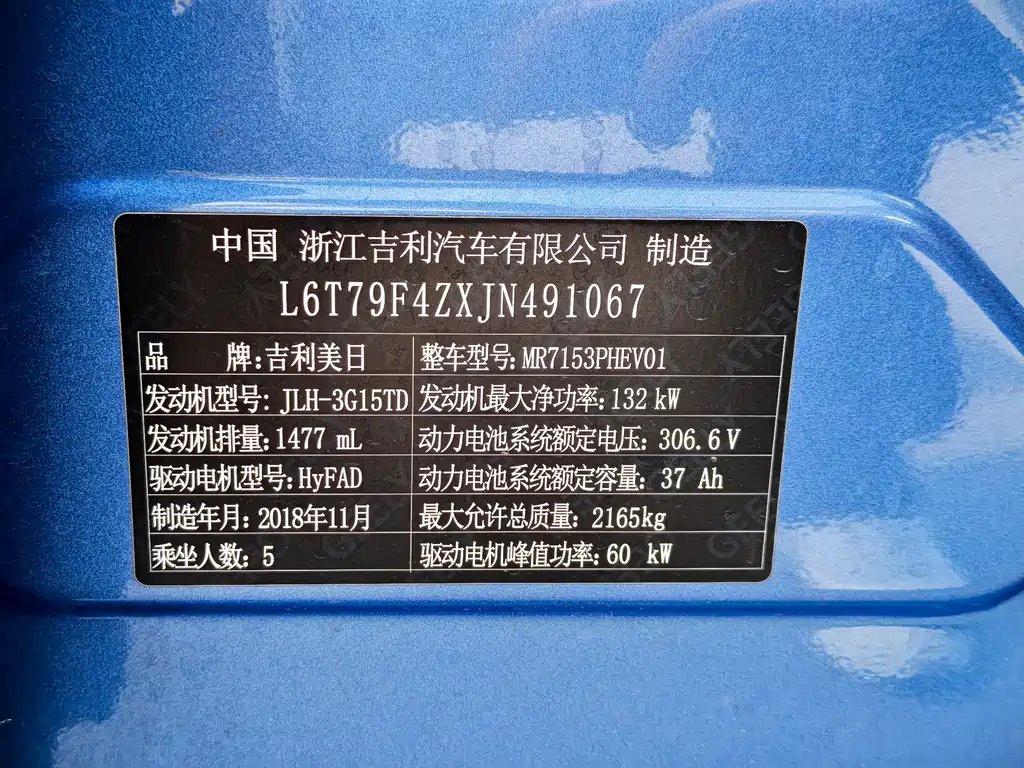 中国 浙江吉利汽车有限公司 制造
L6T79F4ZXJN491067
品 牌:吉利美日 整车型号:MR7153PHEV01
发动机型号: JLH-3G15TD 发动机最大净功率:132 kW
发动机排量:1477 mL 动力电池系统额定电压: 306.6 V
驱动电机型号:HyFAD 动力电池系统额定容量: 37 Ah
制造年月:2018年11月 最大允许总质量: 2165kg
乘坐人数: 5 驱动电机峰值功率:60 kW